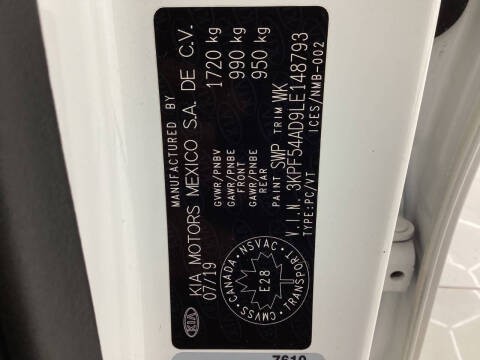 MANUFACTURED BY
KIA KIA MOTORS MEXICO S.A. DE C.V.
07/19
GVWR/PNBV 1720 kg
GAWR/PNBE FRONT 990 kg
GAWR/PNBE REAR 950 kg
PAINT SWP TRIM WK
V.I.N. 3KPF54AD9LE148793
TYPE:PC/VT ICES/NMB-002
CANADA · NSVAC · TRANSPORT · CMVSS
E28
7610